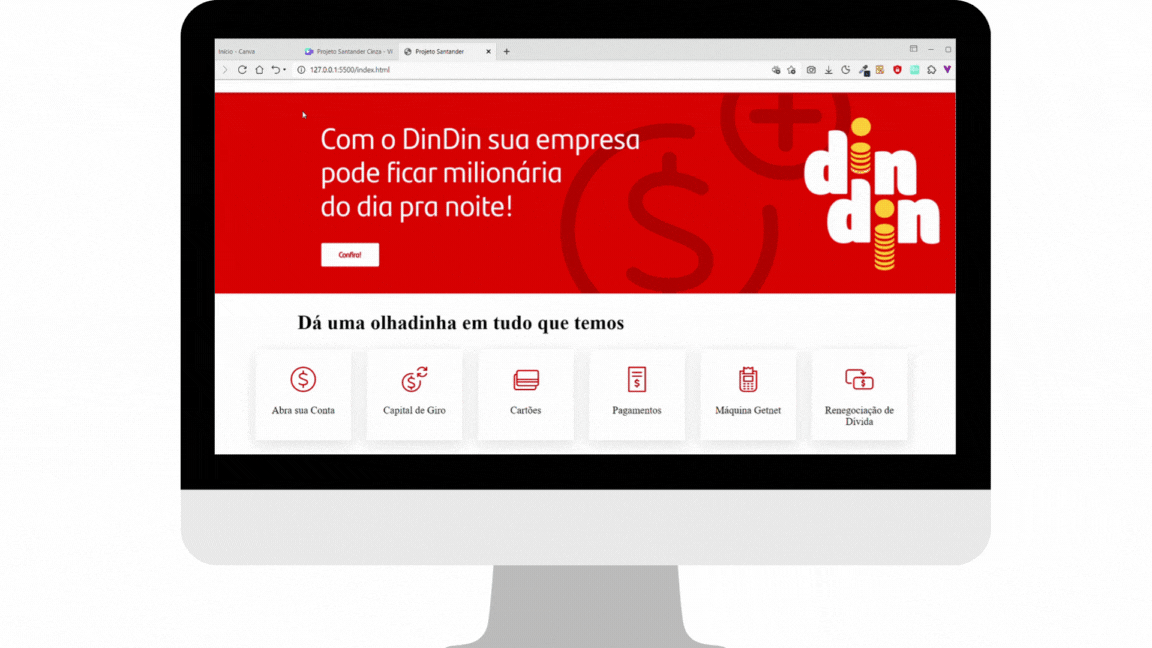 Início - Canva
Projeto Santander Cinza - Ví
Projeto Santander
127.0.0.1:5500/index.html
Com o DinDin sua empresa
pode ficar milionária
do dia pra noite!
Confira!
din
din
Dá uma olhadinha em tudo que temos
Abra sua Conta
Capital de Giro
Cartões
Pagamentos
Máquina Getnet
Renegociação de
Dívida